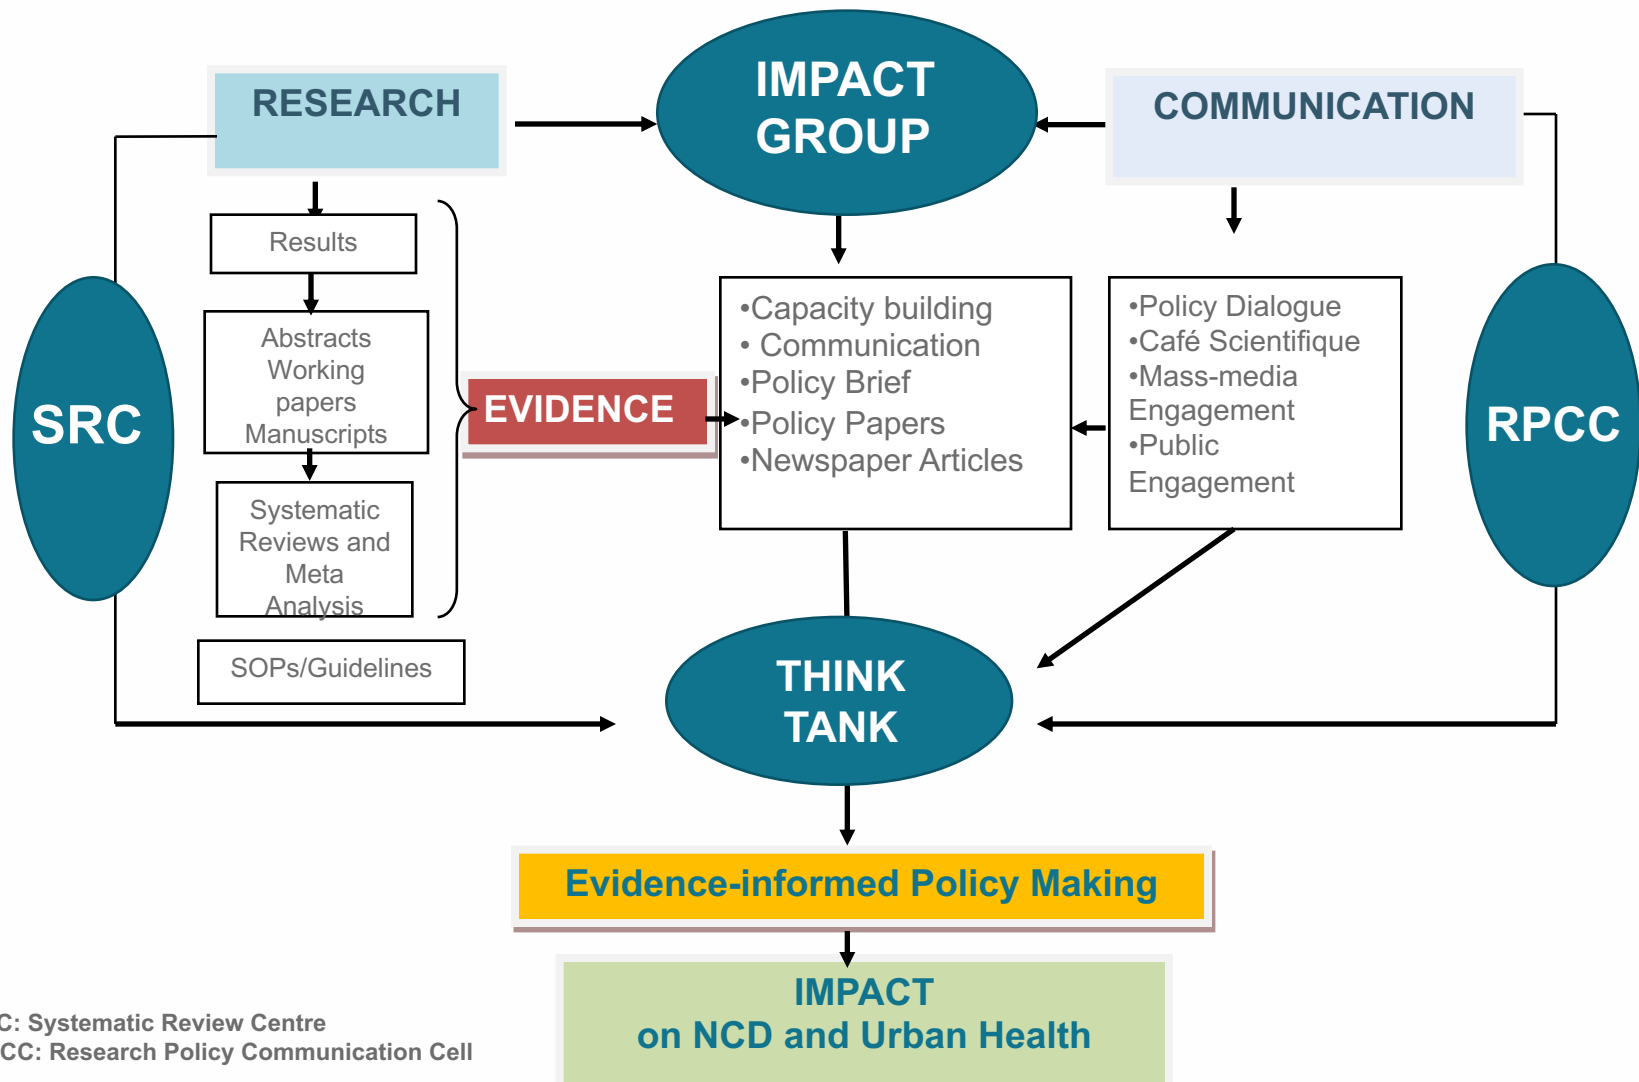 IMPACT
GROUP
RESEARCH
COMMUNICATION
Results
Abstracts
Working
papers
Manuscripts
Systematic
Reviews and
Meta
Analysis
SOPs/Guidelines
SRC
EVIDENCE
•Capacity building
• Communication
•Policy Brief
•Policy Papers
•Newspaper Articles
•Policy Dialogue
•Café Scientifique
•Mass-media
Engagement
•Public
Engagement
RPCC
THINK
TANK
Evidence-informed Policy Making
IMPACT
on NCD and Urban Health
C: Systematic Review Centre
CC: Research Policy Communication Cell